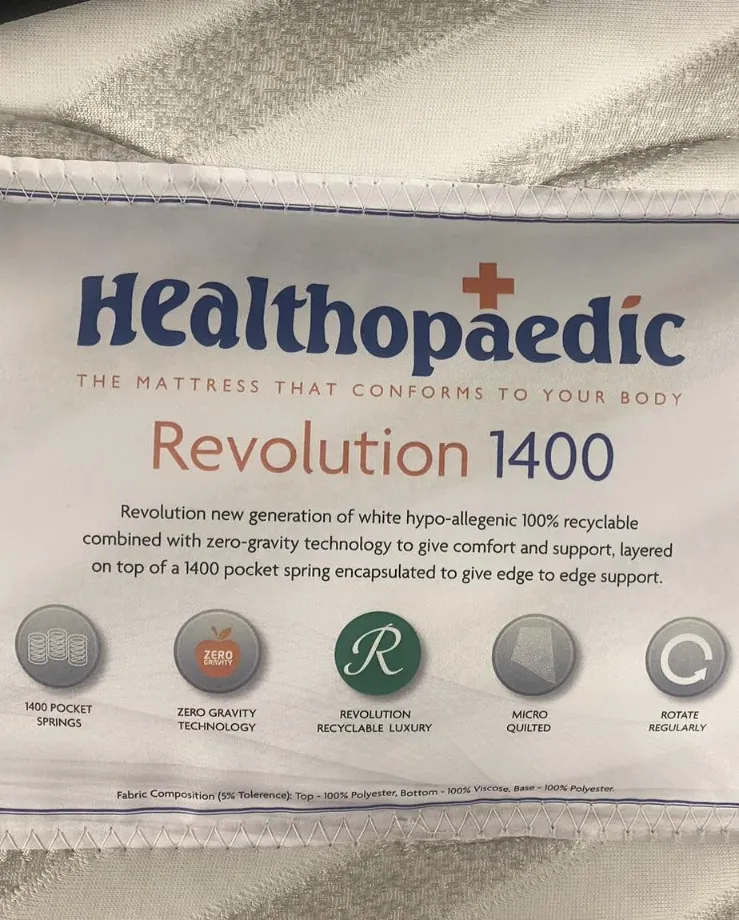 Healthopaedic
THE MATTRESS THAT CONFORMS TO YOUR BODY
Revolution 1400
Revolution new generation of white hypo-allegenic 100% recyclable
combined with zero-gravity technology to give comfort and support, layered
on top of a 1400 pocket spring encapsulated to give edge to edge support.
ZERO
GRAVITY
R
1400 POCKET
SPRINGS
ZERO GRAVITY
TECHNOLOGY
REVOLUTION
RECYCLABLE LUXURY
MICRO
QUILTED
ROTATE
REGULARLY
Fabric Composition (5% Tolerence): Top - 100% Polyester, Bottom - 100% Viscose, Base - 100% Polyester.